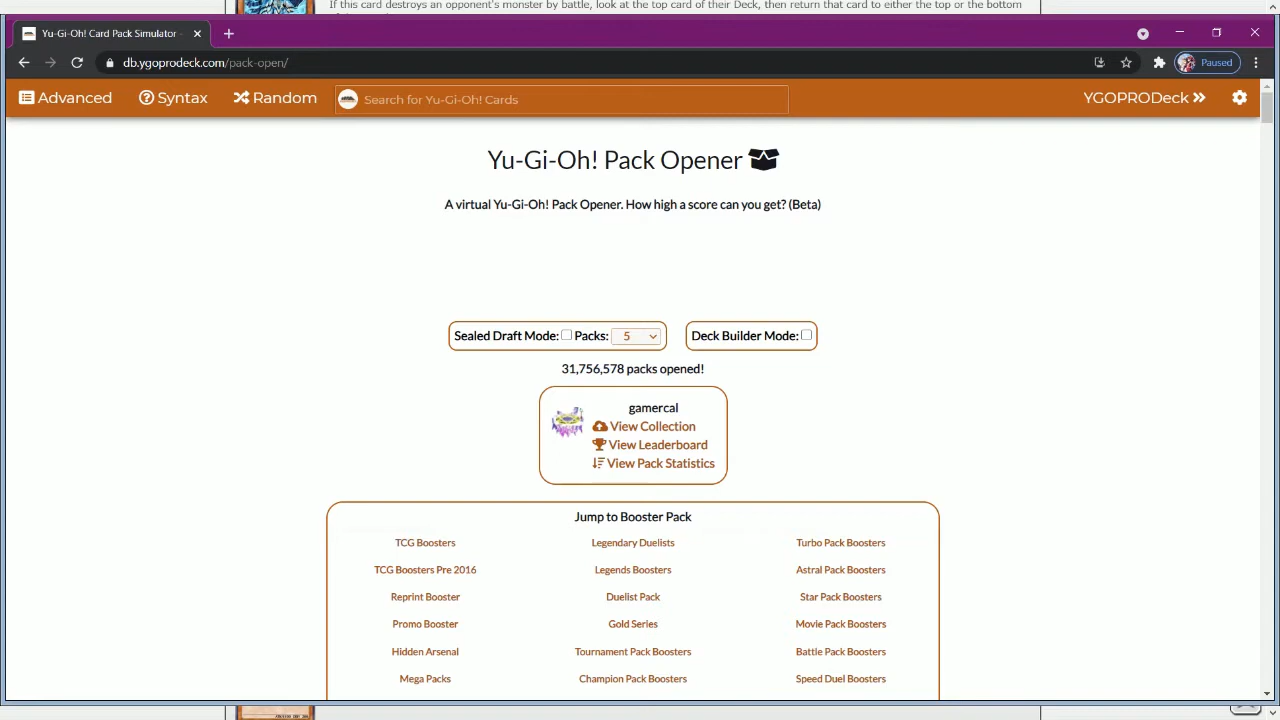 If this card destroys an opponent's monster by battle, look at the top card of their Deck, then return that card to either the top or the bottom
Yu-Gi-Oh! Card Pack Simulator -
db.ygoprodeck.com/pack-open/
Paused
Advanced
Syntax
Random
Search for Yu-Gi-Oh! Cards
YGOPRODeck
Yu-Gi-Oh! Pack Opener
A virtual Yu-Gi-Oh! Pack Opener. How high a score can you get? (Beta)
Sealed Draft Mode: Packs: 5
Deck Builder Mode:
31,756,578 packs opened!
gamercal
View Collection
View Leaderboard
View Pack Statistics
Jump to Booster Pack
TCG Boosters
Legendary Duelists
Turbo Pack Boosters
TCG Boosters Pre 2016
Legends Boosters
Astral Pack Boosters
Reprint Booster
Duelist Pack
Star Pack Boosters
Promo Booster
Gold Series
Movie Pack Boosters
Hidden Arsenal
Tournament Pack Boosters
Battle Pack Boosters
Mega Packs
Champion Pack Boosters
Speed Duel Boosters